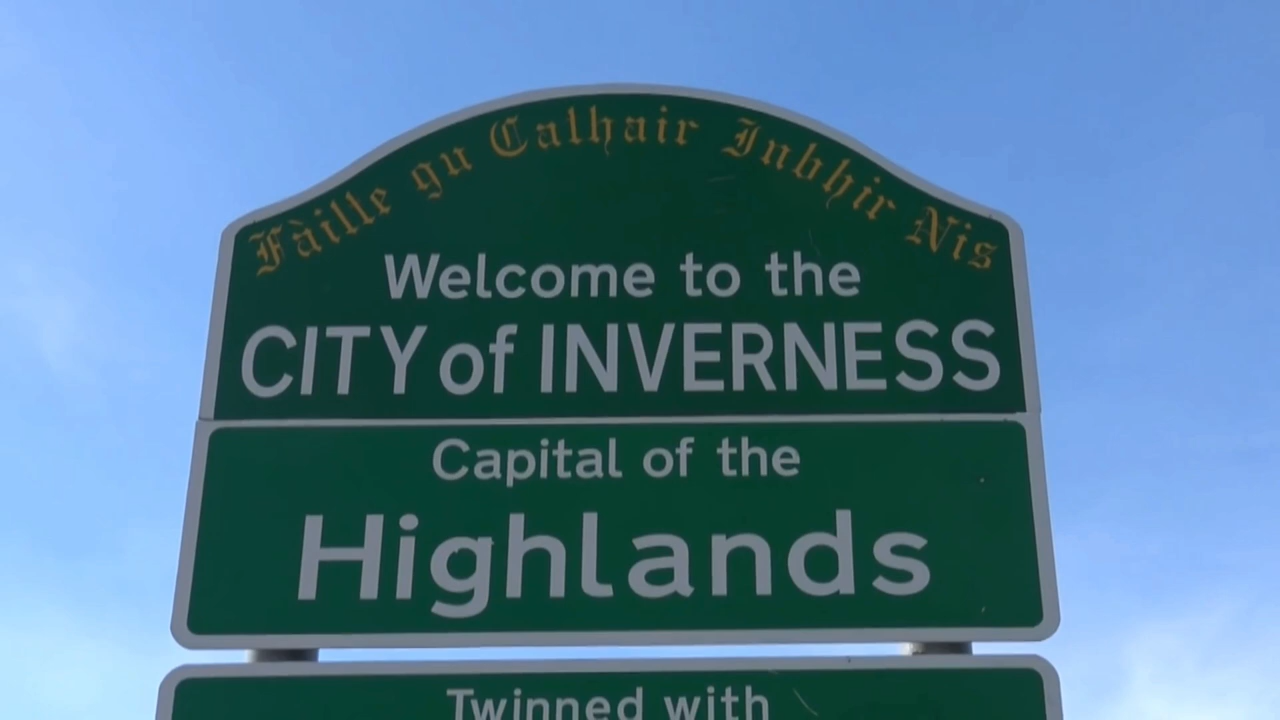 Fàilte gu Cathair Inbhir Nis
Welcome to the
CITY of INVERNESS
Capital of the
Highlands
Twinned with